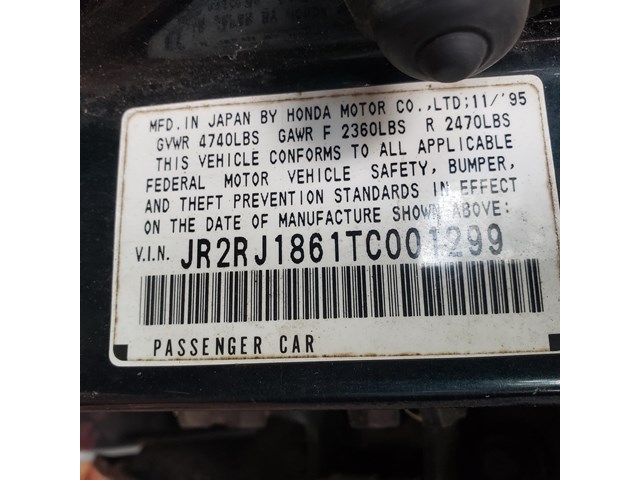 MFD. IN JAPAN BY HONDA MOTOR CO.,LTD;11/'95
GVWR 4740LBS GAWR F 2360LBS R 2470LBS
THIS VEHICLE CONFORMS TO ALL APPLICABLE
FEDERAL MOTOR VEHICLE SAFETY, BUMPER,
AND THEFT PREVENTION STANDARDS IN EFFECT
ON THE DATE OF MANUFACTURE SHOWN ABOVE:
V.I.N. JR2RJ1861TC001299
PASSENGER CAR